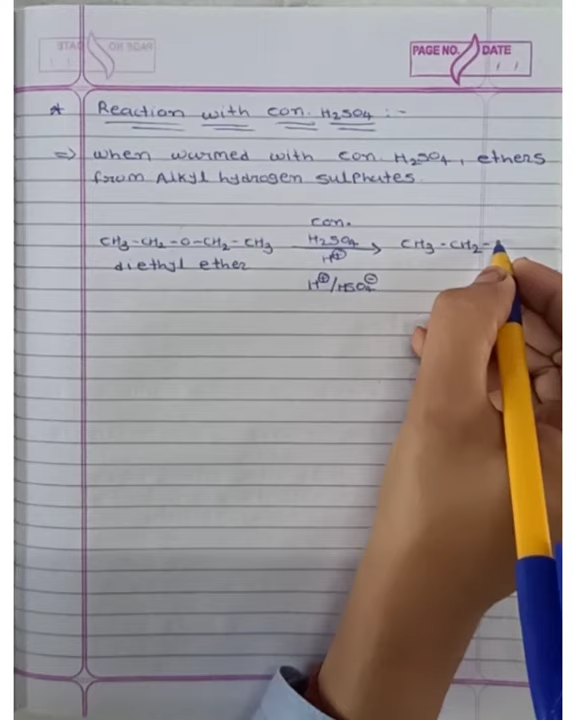 PAGE NO. DATE
* Reaction with con. H2SO4 :-
=> when warmed with con. H2SO4, ethers
from Alkyl hydrogen sulphates.
con.
CH3-CH2-O-CH2-CH3 H2SO4 → CH3-CH2-
H⊕
diethyl ether
H⊕/HSO4⊖